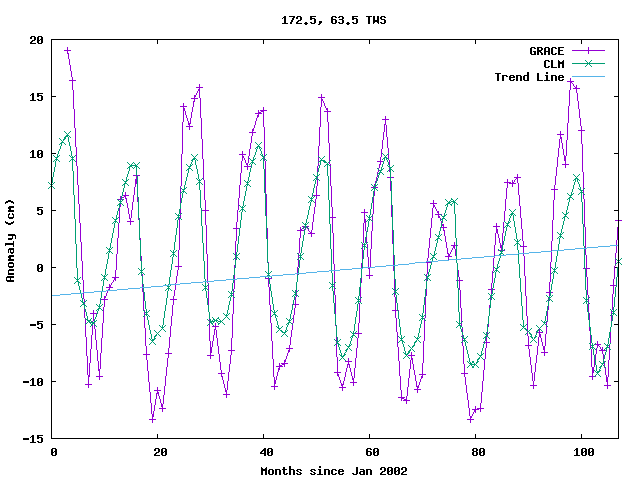 172.5, 63.5 TWS
GRACE
CLM
Trend Line
Anomaly (cm)
20
15
10
5
0
-5
-10
-15
0 20 40 60 80 100
Months since Jan 2002